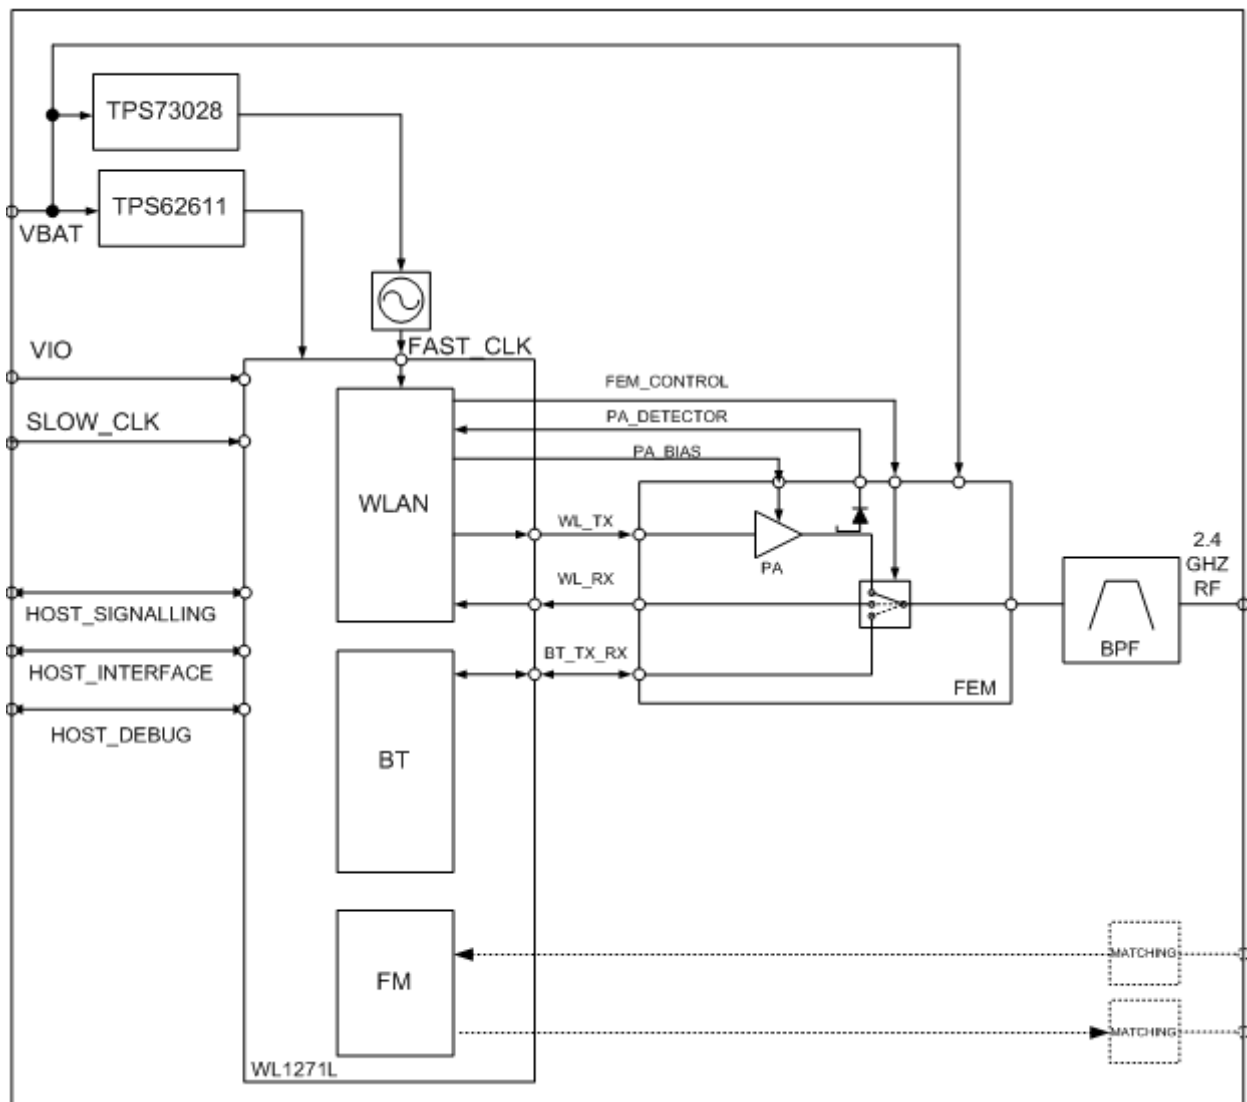 TPS73028
TPS62611
VBAT
VIO
FAST_CLK
FEM_CONTROL
SLOW_CLK
PA_DETECTOR
PA_BIAS
WLAN
WL_TX
PA
2.4
GHZ
RF
WL_RX
HOST_SIGNALLING
BPF
BT_TX_RX
HOST_INTERFACE
FEM
HOST_DEBUG
BT
FM
MATCHING
MATCHING
WL1271L